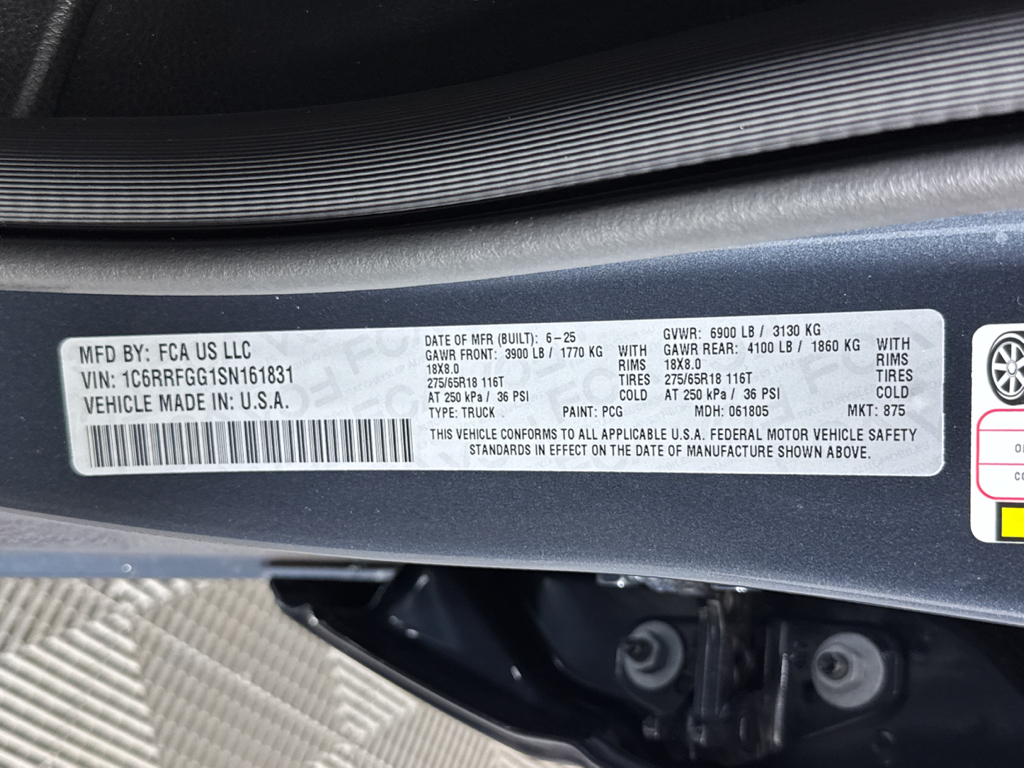 MFD BY: FCA US LLC
VIN: 1C6RRFGG1SN161831
VEHICLE MADE IN: U.S.A.
DATE OF MFR (BUILT): 6-25
GAWR FRONT: 3900 LB / 1770 KG WITH
18X8.0 RIMS
275/65R18 116T TIRES
AT 250 kPa / 36 PSI COLD
GVWR: 6900 LB / 3130 KG
GAWR REAR: 4100 LB / 1860 KG WITH
18X8.0 RIMS
275/65R18 116T TIRES
AT 250 kPa / 36 PSI COLD
TYPE: TRUCK PAINT: PCG MDH: 061805 MKT: 875
THIS VEHICLE CONFORMS TO ALL APPLICABLE U.S.A. FEDERAL MOTOR VEHICLE SAFETY
STANDARDS IN EFFECT ON THE DATE OF MANUFACTURE SHOWN ABOVE.